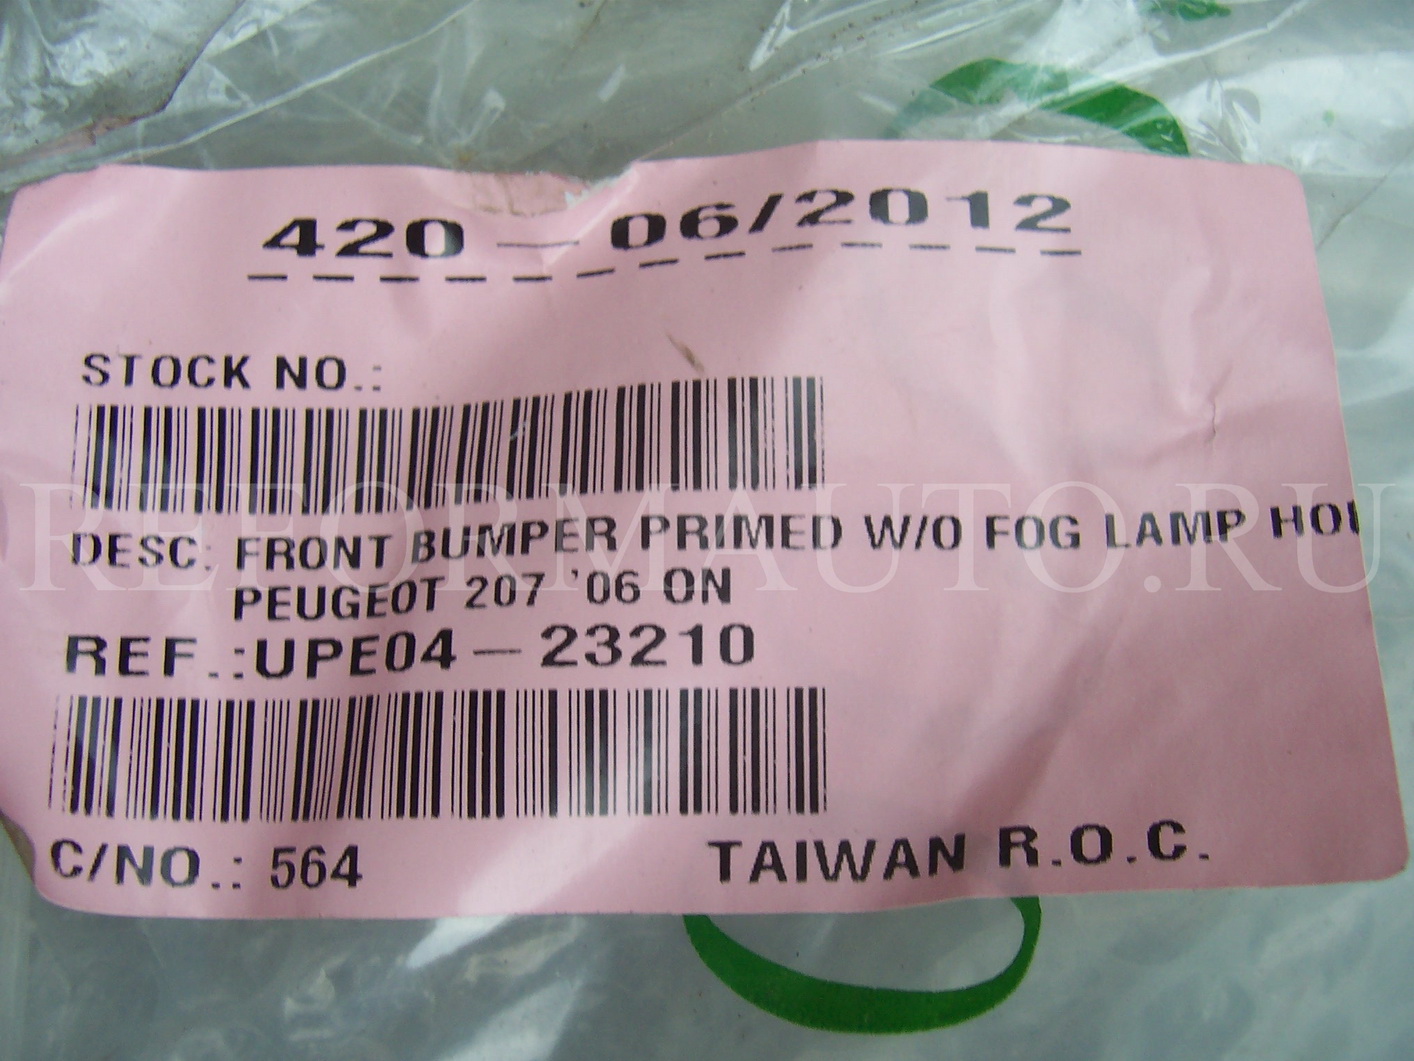 420 — 06/2012
STOCK NO.:
DESC: FRONT BUMPER PRIMED W/O FOG LAMP HOU
PEUGEOT 207 '06 ON
REF.:UPE04—23210
C/NO.: 564
TAIWAN R.O.C.
REFORMAUTO.RU